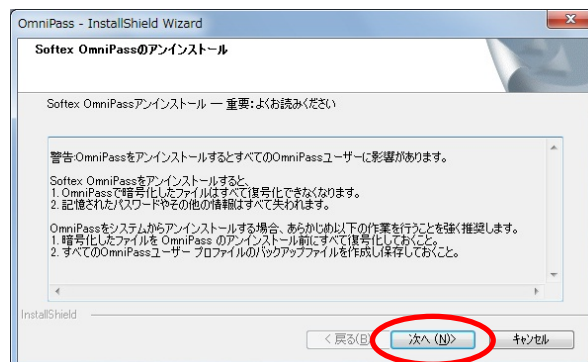 OmniPass - InstallShield Wizard
Softex OmniPassのアンインストール
Softex OmniPassアンインストール ― 重要:よくお読みください
警告:OmniPassをアンインストールするとすべてのOmniPassユーザーに影響があります。
Softex OmniPassをアンインストールすると、
1. OmniPassで暗号化したファイルはすべて復号化できなくなります。
2. 記憶されたパスワードやその他の情報はすべて失われます。
OmniPassをシステムからアンインストールする場合、あらかじめ以下の作業を行うことを強く推奨します。
1. 暗号化したファイルを OmniPass のアンインストール前にすべて復号化しておくこと。
2. すべてのOmniPassユーザー プロファイルのバックアップファイルを作成し保存しておくこと。
InstallShield
< 戻る(B) 次へ (N)> キャンセル